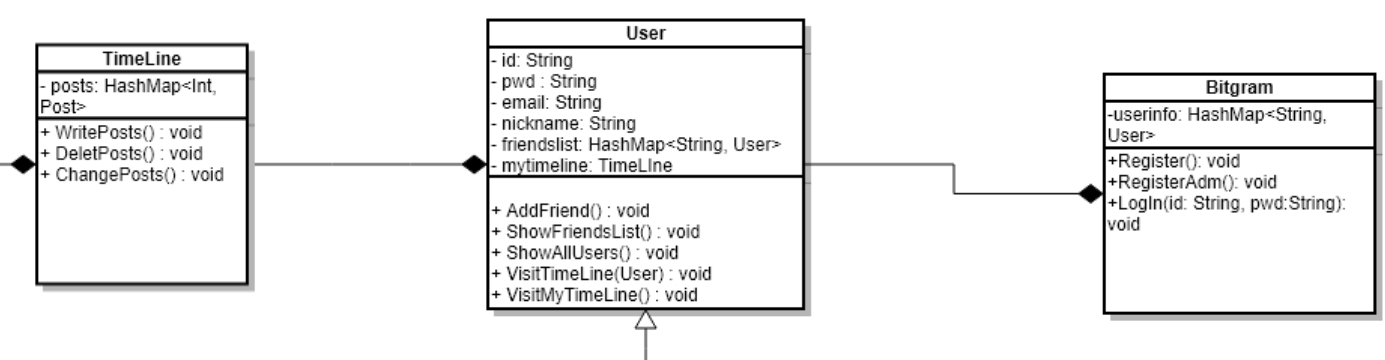 TimeLine
- posts: HashMap<Int,
Post>
+ WritePosts() : void
+ DeletPosts() : void
+ ChangePosts() : void
User
- id: String
- pwd : String
- email: String
- nickname: String
- friendslist: HashMap<String, User>
- mytimeline: TimeLIne
+ AddFriend() : void
+ ShowFriendsList() : void
+ ShowAllUsers() : void
+ VisitTimeLine(User) : void
+ VisitMyTimeLine() : void
Bitgram
-userinfo: HashMap<String,
User>
+Register(): void
+RegisterAdm(): void
+LogIn(id: String, pwd:String):
void